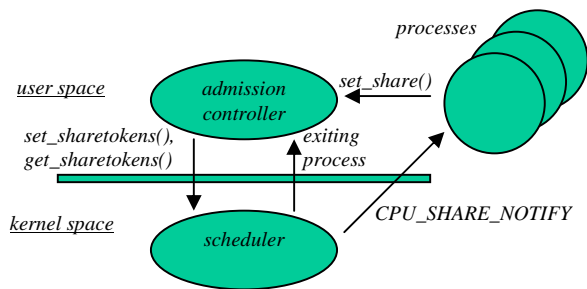 processes
user space
admission
controller
set_share()
set_sharetokens(),
get_sharetokens()
exiting
process
kernel space
scheduler
CPU_SHARE_NOTIFY